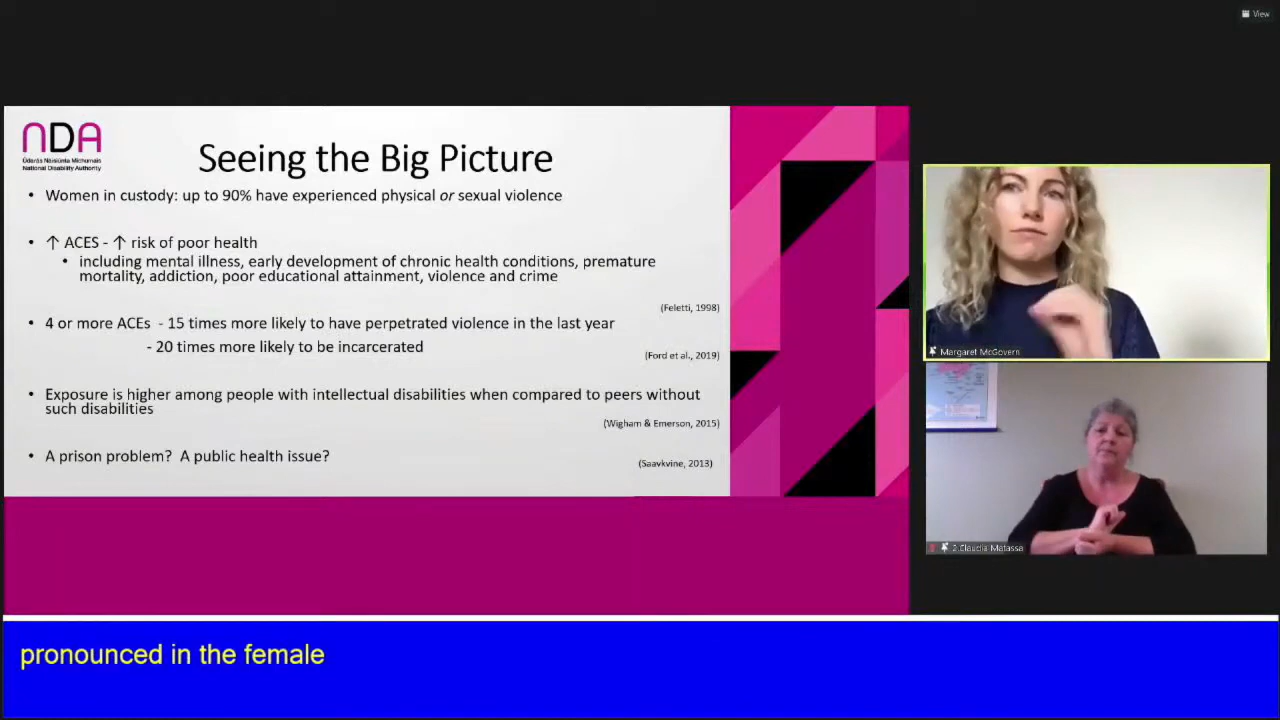 View
nDA
Údarás Náisiúnta Míchumais
National Disability Authority
Seeing the Big Picture
• Women in custody: up to 90% have experienced physical or sexual violence
• ↑ ACES - ↑ risk of poor health
• including mental illness, early development of chronic health conditions, premature
mortality, addiction, poor educational attainment, violence and crime
(Feletti, 1998)
• 4 or more ACEs - 15 times more likely to have perpetrated violence in the last year
- 20 times more likely to be incarcerated
(Ford et al., 2019)
• Exposure is higher among people with intellectual disabilities when compared to peers without
such disabilities
(Wigham & Emerson, 2015)
• A prison problem? A public health issue?
(Saavkvine, 2013)
Margaret McGovern
2.Claudia Matassa
pronounced in the female